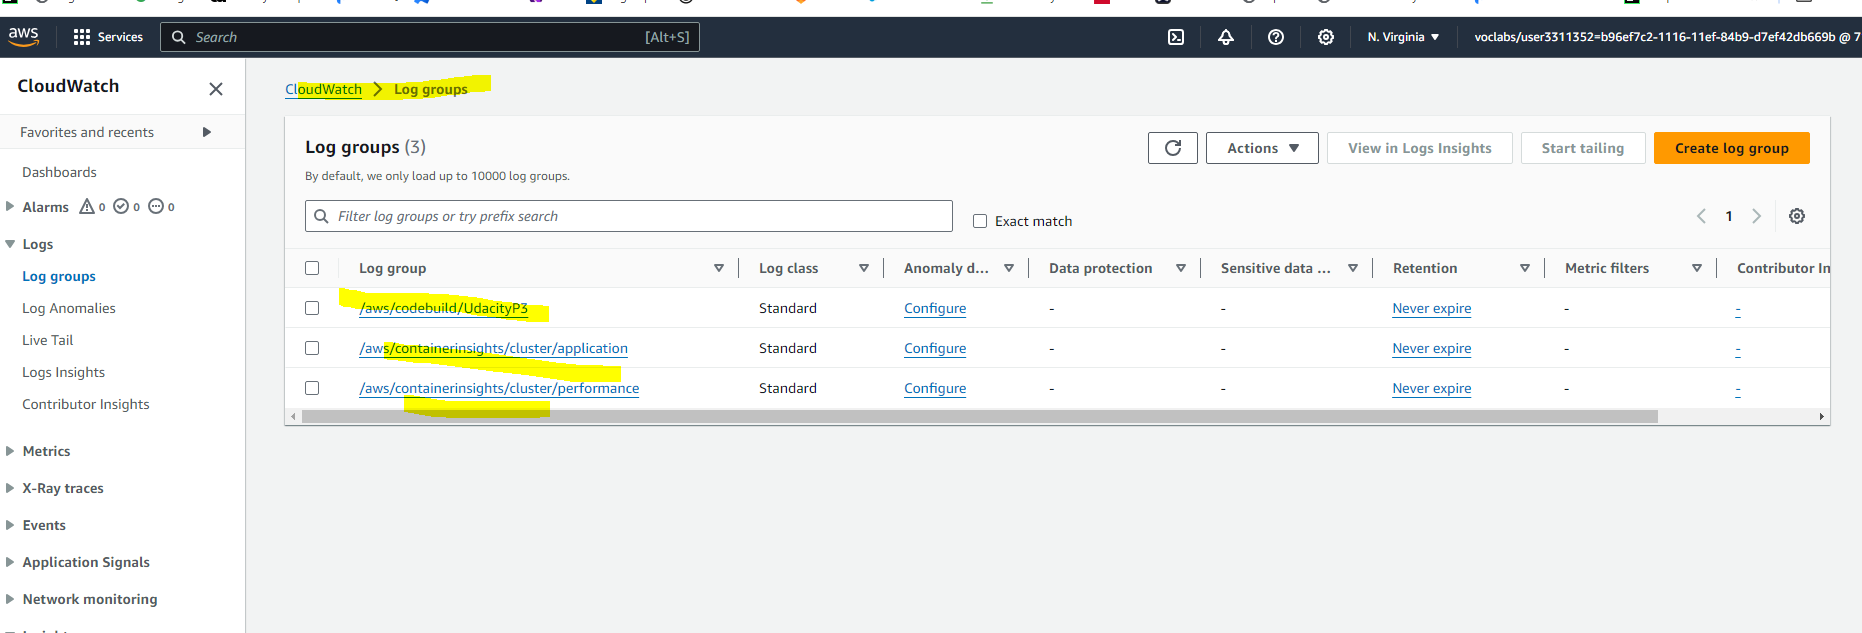 aws Services Search [Alt+S] N. Virginia voclabs/user3311352=b96ef7c2-1116-11ef-84b9-d7ef42db669b @ 7
CloudWatch
Favorites and recents
Dashboards
Alarms 0 0 0
Logs
Log groups
Log Anomalies
Live Tail
Logs Insights
Contributor Insights
Metrics
X-Ray traces
Events
Application Signals
Network monitoring
CloudWatch > Log groups
Log groups (3)
By default, we only load up to 10000 log groups.
Actions View in Logs Insights Start tailing Create log group
Filter log groups or try prefix search Exact match 1
Log group Log class Anomaly d... Data protection Sensitive data ... Retention Metric filters Contributor In
/aws/codebuild/UdacityP3 Standard Configure - - Never expire - -
/aws/containerinsights/cluster/application Standard Configure - - Never expire - -
/aws/containerinsights/cluster/performance Standard Configure - - Never expire - -